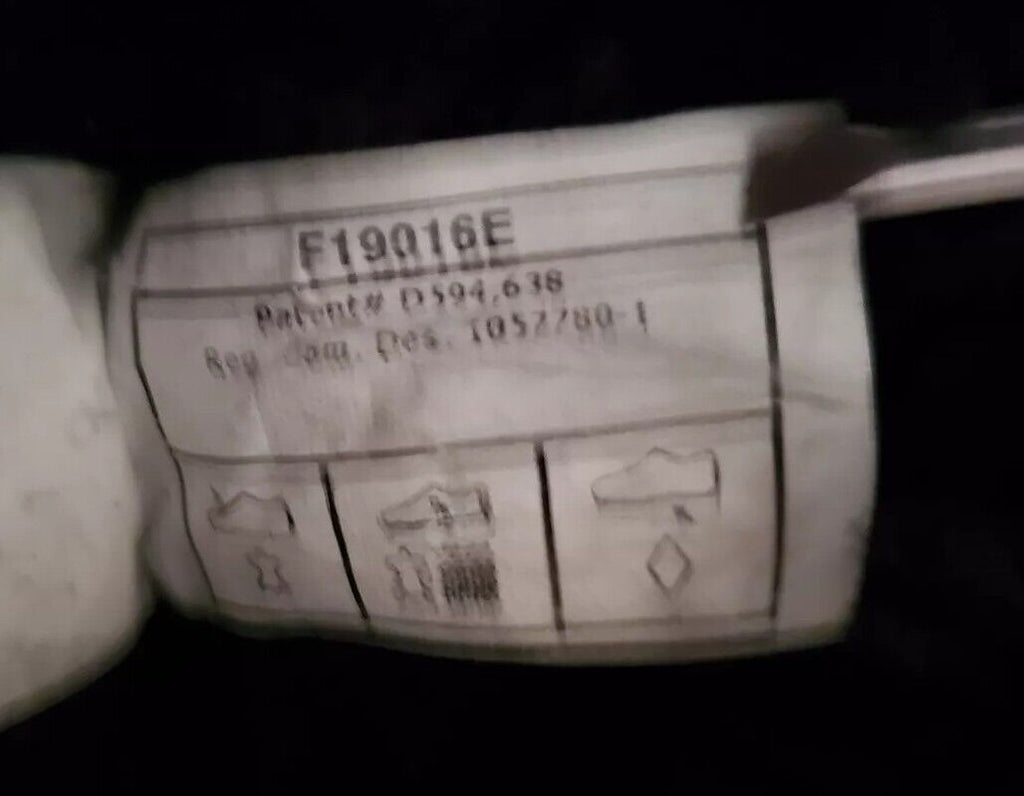 F19016E
Patent# D594,638
Reg. Com. Des. 1052780-1